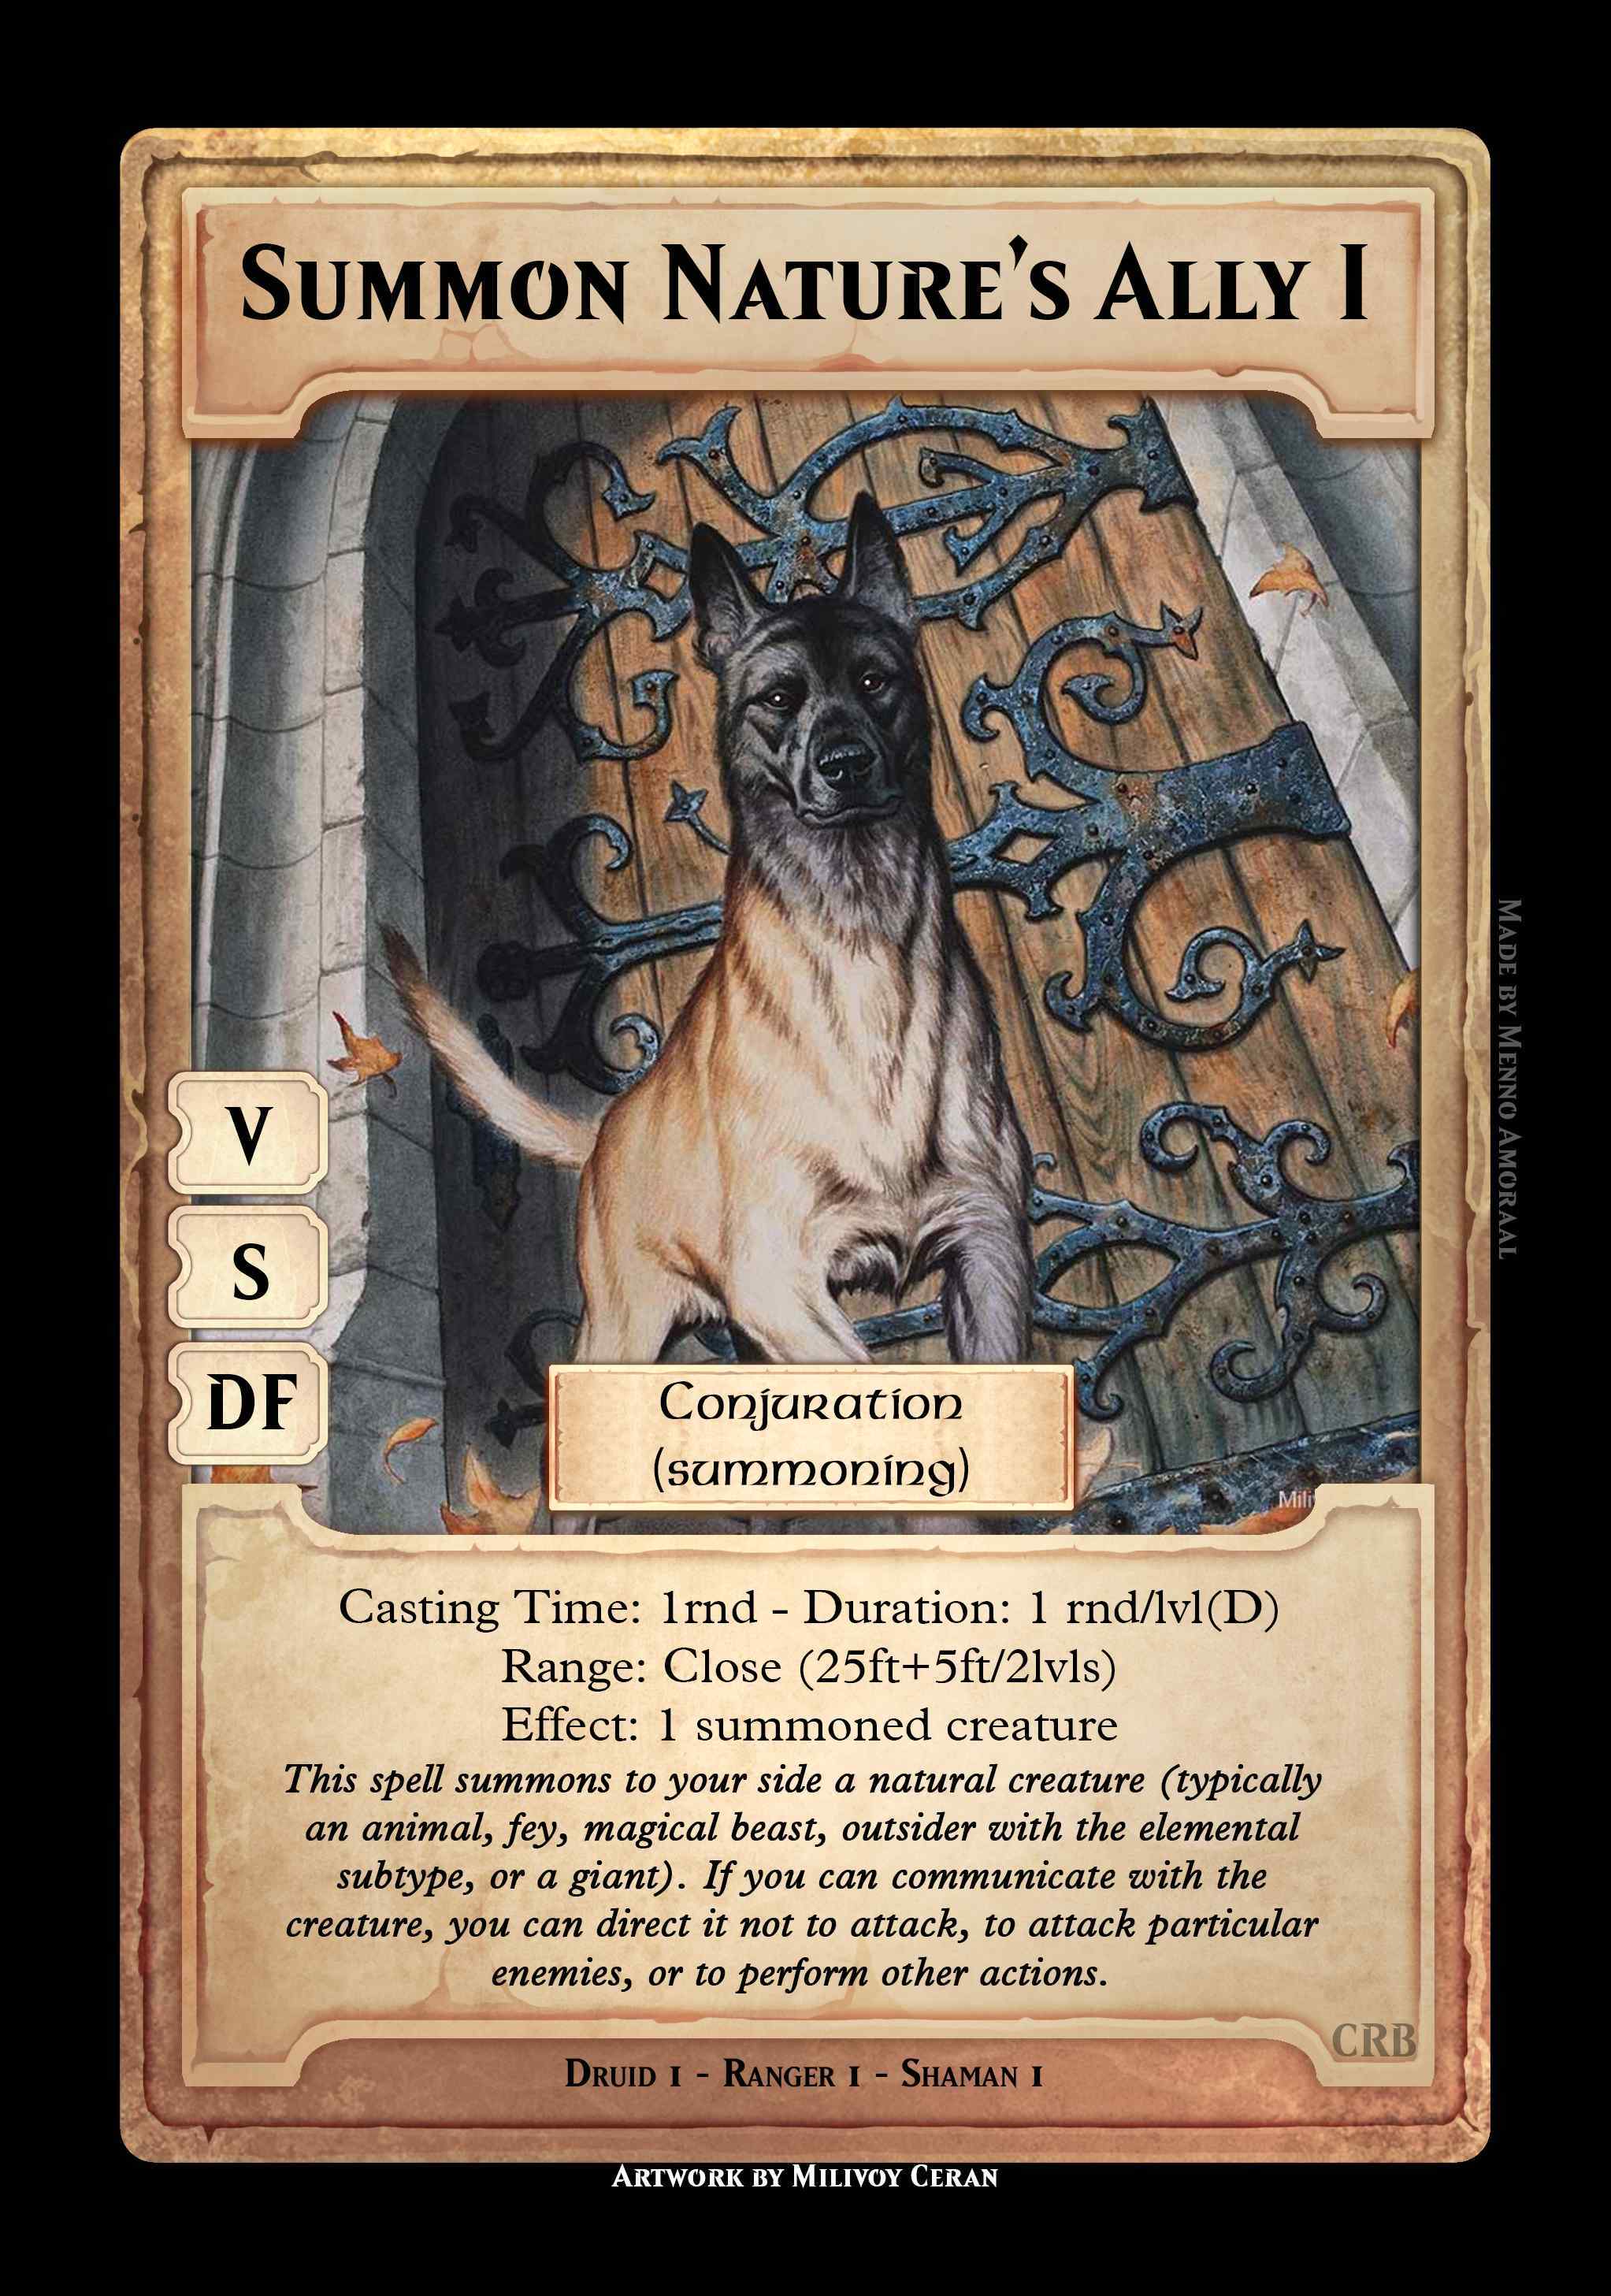 Summon Nature's Ally I
V
S
DF
Conjuration
(summoning)
Mili
Casting Time: 1rnd - Duration: 1 rnd/lvl(D)
Range: Close (25ft+5ft/2lvls)
Effect: 1 summoned creature
This spell summons to your side a natural creature (typically
an animal, fey, magical beast, outsider with the elemental
subtype, or a giant). If you can communicate with the
creature, you can direct it not to attack, to attack particular
enemies, or to perform other actions.
CRB
Druid 1 - Ranger 1 - Shaman 1
Artwork by Milivoy Ceran
Made by Menno Amoraal